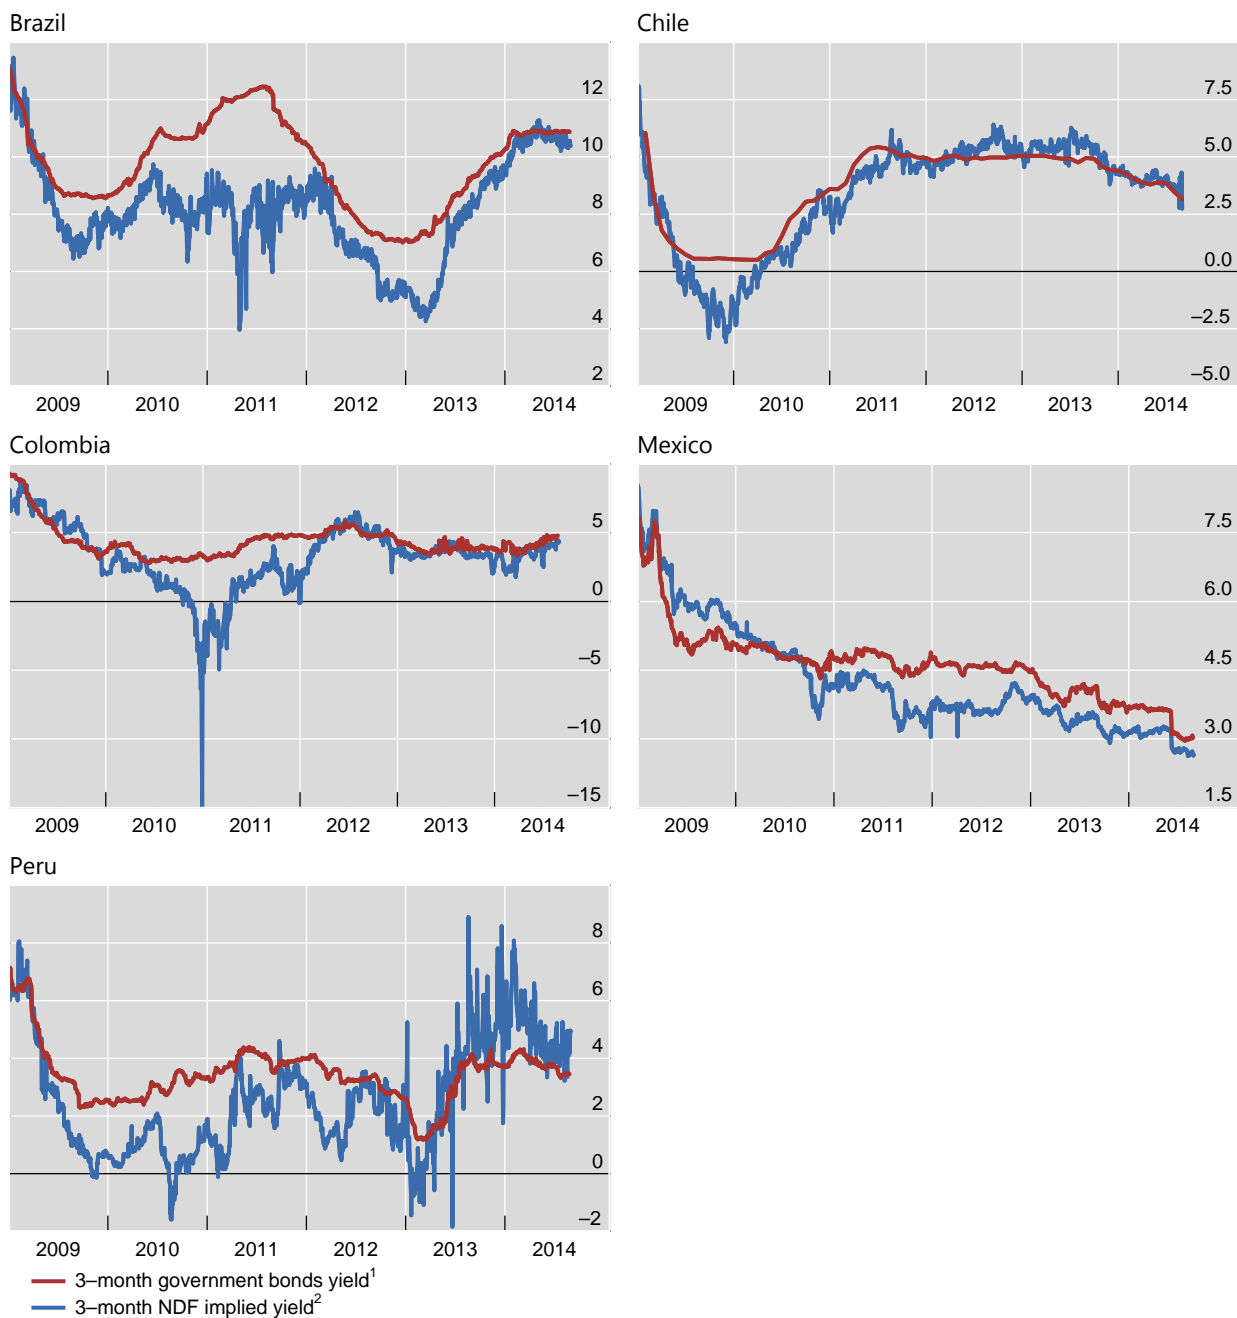 Brazil
Chile
12
10
8
6
4
2
2009 2010 2011 2012 2013 2014
7.5
5.0
2.5
0.0
–2.5
–5.0
2009 2010 2011 2012 2013 2014
Colombia
Mexico
5
0
–5
–10
–15
2009 2010 2011 2012 2013 2014
7.5
6.0
4.5
3.0
1.5
2009 2010 2011 2012 2013 2014
Peru
8
6
4
2
0
–2
2009 2010 2011 2012 2013 2014
3–month government bonds yield¹
3–month NDF implied yield²